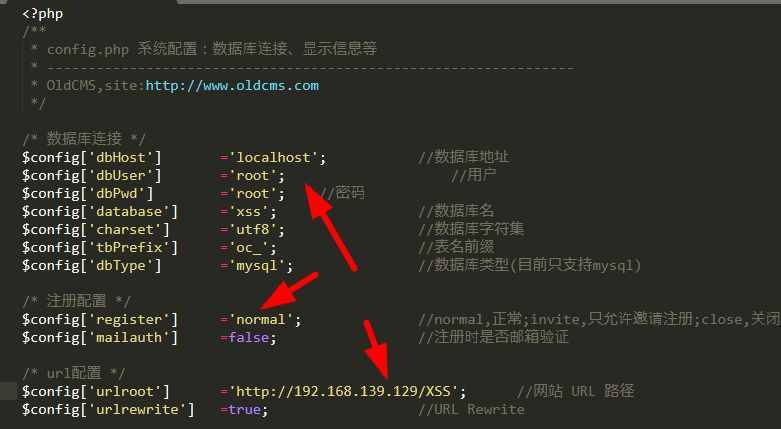 <?php
/**
 * config.php 系统配置：数据库连接、显示信息等
 * ----------------------------------------------------------------
 * OldCMS,site:http://www.oldcms.com
 */
/* 数据库连接 */
$config['dbHost'] ='localhost'; //数据库地址
$config['dbUser'] ='root'; //用户
$config['dbPwd'] ='root'; //密码
$config['database'] ='xss'; //数据库名
$config['charset'] ='utf8'; //数据库字符集
$config['tbPrefix'] ='oc_'; //表名前缀
$config['dbType'] ='mysql'; //数据库类型(目前只支持mysql)
/* 注册配置 */
$config['register'] ='normal'; //normal,正常;invite,只允许邀请注册;close,关闭
$config['mailauth'] =false; //注册时是否邮箱验证
/* url配置 */
$config['urlroot'] ='http://192.168.139.129/XSS'; //网站 URL 路径
$config['urlrewrite'] =true; //URL Rewrite